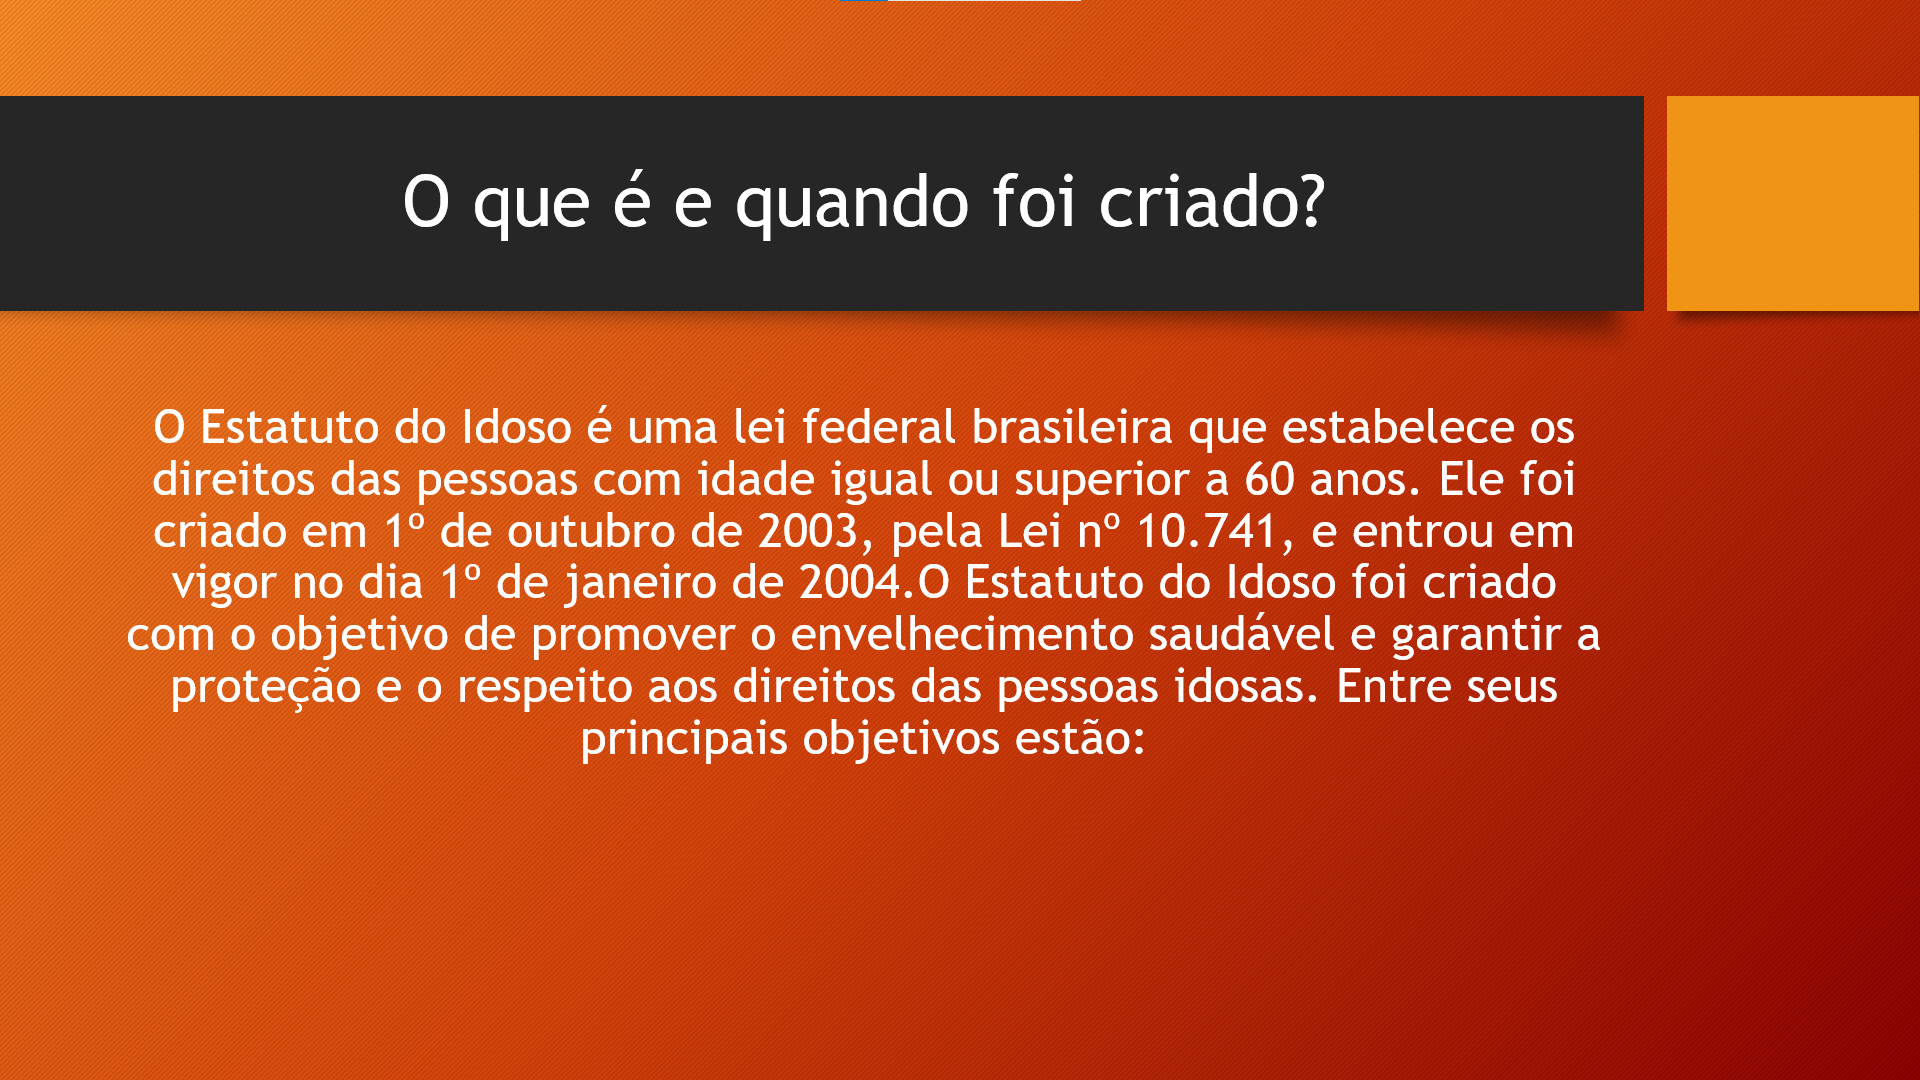 O que é e quando foi criado?
O Estatuto do Idoso é uma lei federal brasileira que estabelece os
direitos das pessoas com idade igual ou superior a 60 anos. Ele foi
criado em 1º de outubro de 2003, pela Lei nº 10.741, e entrou em
vigor no dia 1º de janeiro de 2004.O Estatuto do Idoso foi criado
com o objetivo de promover o envelhecimento saudável e garantir a
proteção e o respeito aos direitos das pessoas idosas. Entre seus
principais objetivos estão: